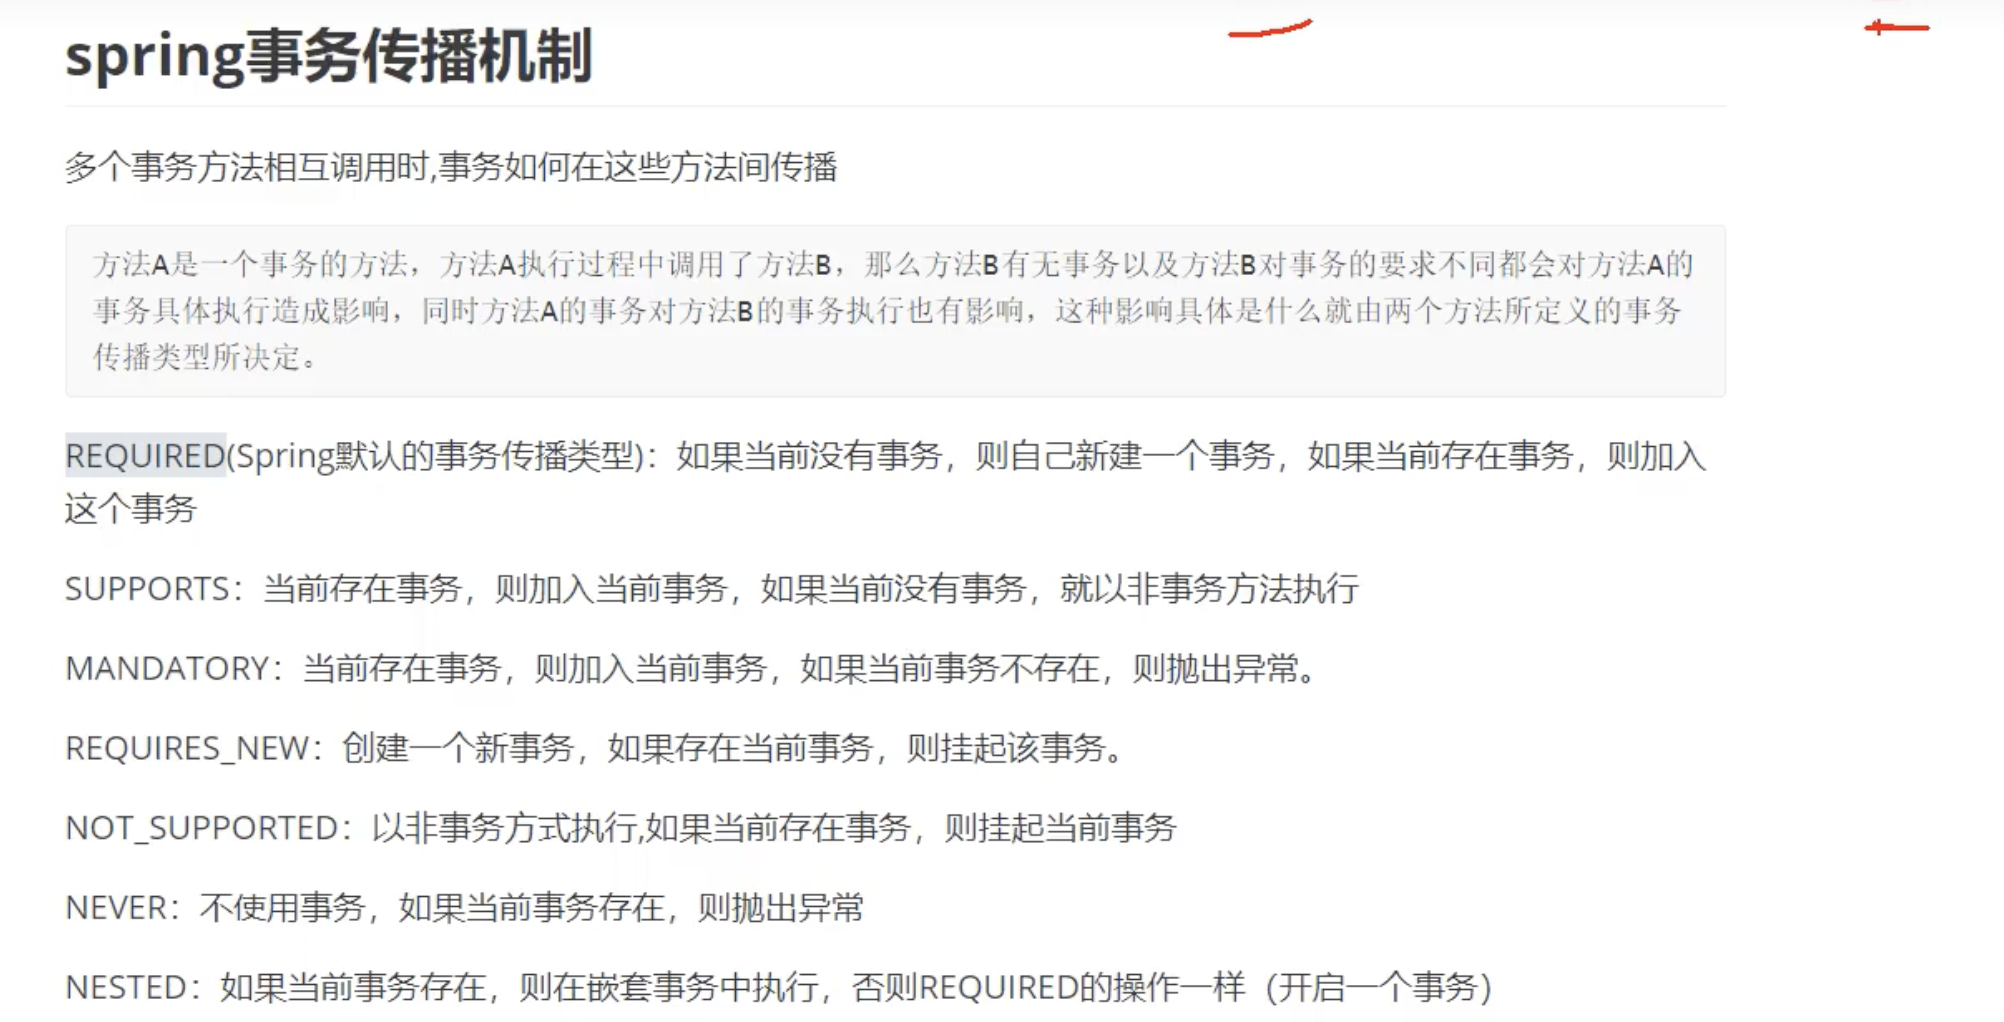 spring事务传播机制
多个事务方法相互调用时,事务如何在这些方法间传播
方法A是一个事务的方法，方法A执行过程中调用了方法B，那么方法B有无事务以及方法B对事务的要求不同都会对方法A的
事务具体执行造成影响，同时方法A的事务对方法B的事务执行也有影响，这种影响具体是什么就由两个方法所定义的事务
传播类型所决定。
REQUIRED(Spring默认的事务传播类型)：如果当前没有事务，则自己新建一个事务，如果当前存在事务，则加入
这个事务
SUPPORTS：当前存在事务，则加入当前事务，如果当前没有事务，就以非事务方法执行
MANDATORY：当前存在事务，则加入当前事务，如果当前事务不存在，则抛出异常。
REQUIRES_NEW：创建一个新事务，如果存在当前事务，则挂起该事务。
NOT_SUPPORTED：以非事务方式执行,如果当前存在事务，则挂起当前事务
NEVER：不使用事务，如果当前事务存在，则抛出异常
NESTED：如果当前事务存在，则在嵌套事务中执行，否则REQUIRED的操作一样（开启一个事务）